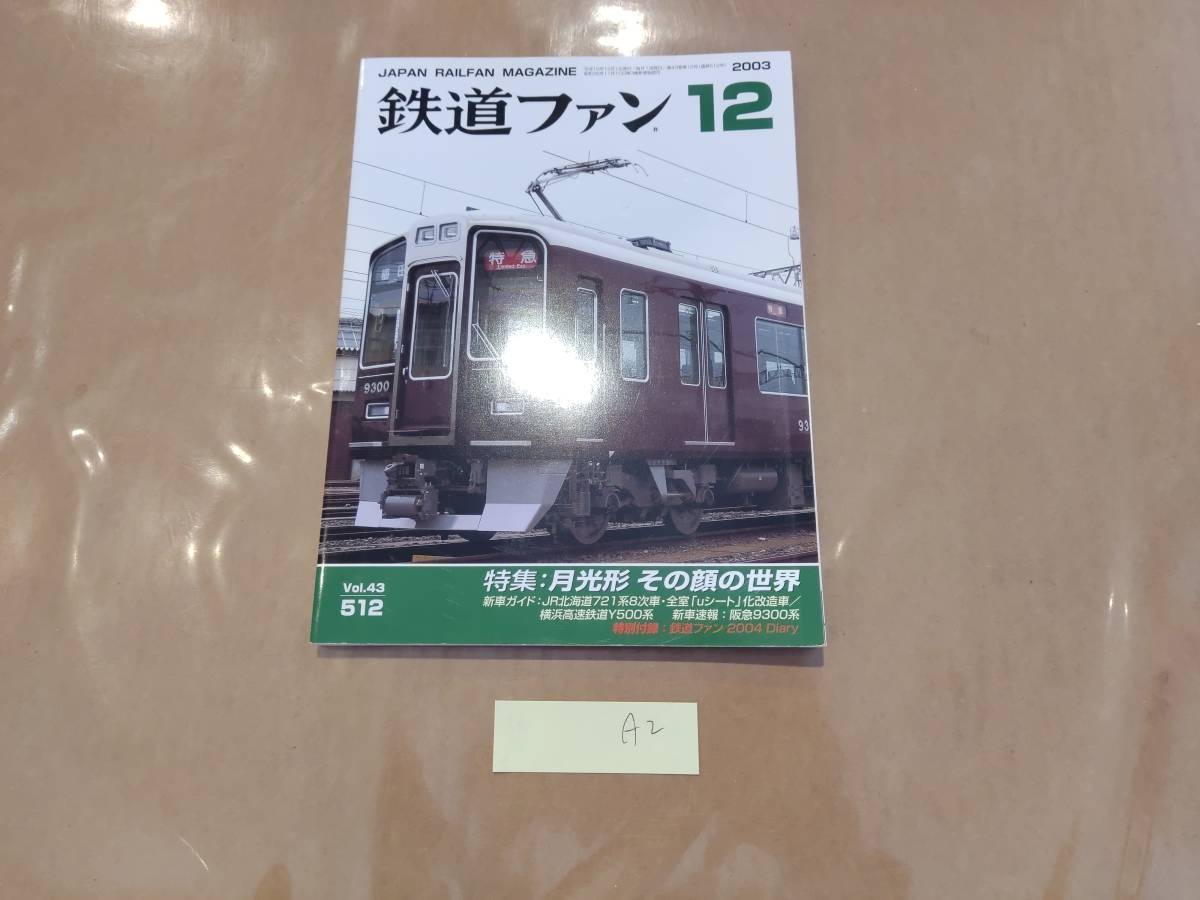 JAPAN RAILFAN MAGAZINE
2003
鉄道ファン 12
特急
Limited Exp.
9300
93
Vol.43
512
特集：月光形 その顔の世界
新車ガイド：JR北海道721系8次車・全室「uシート」化改造車／
横浜高速鉄道Y500系 新車速報：阪急9300系
特別付録：鉄道ファン 2004 Diary
A2